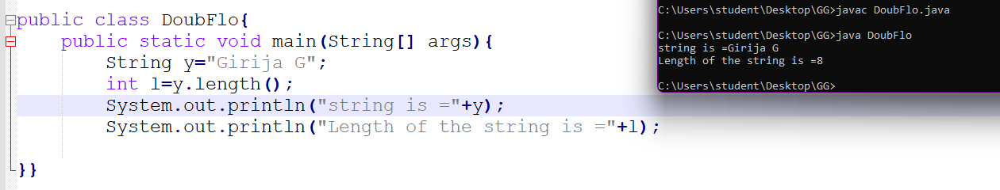 public class DoubFlo{
    public static void main(String[] args){
        String y="Girija G";
        int l=y.length();
        System.out.println("string is ="+y);
        System.out.println("Length of the string is ="+l);
}}
C:\Users\student\Desktop\GG>javac DoubFlo.java
C:\Users\student\Desktop\GG>java DoubFlo
string is =Girija G
Length of the string is =8
C:\Users\student\Desktop\GG>